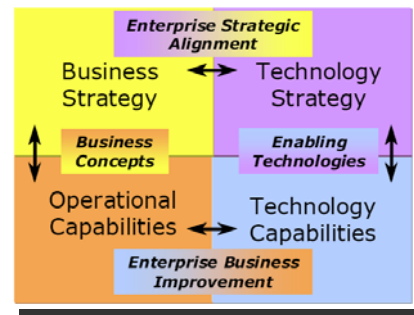 Enterprise Strategic
Alignment
Business
Strategy
Technology
Strategy
Business
Concepts
Enabling
Technologies
Operational
Capabilities
Technology
Capabilities
Enterprise Business
Improvement